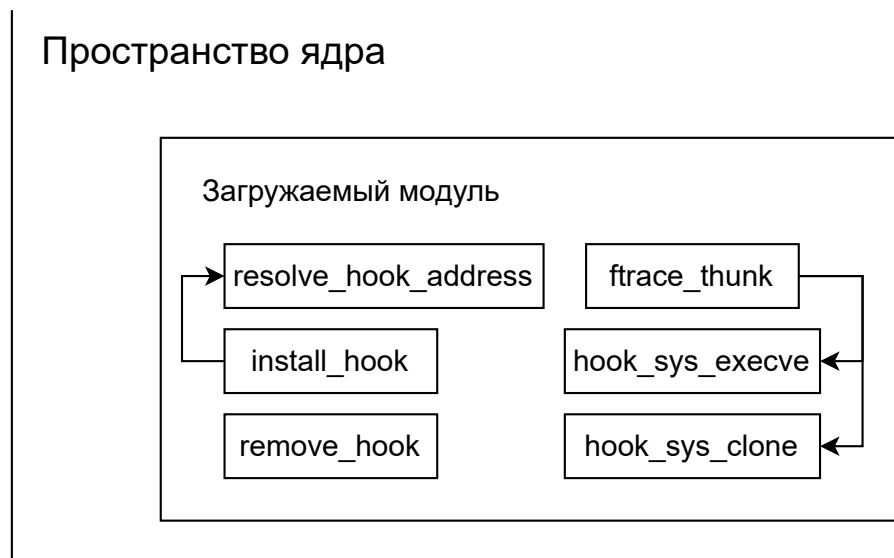 Пространство ядра
Загружаемый модуль
resolve_hook_address
ftrace_thunk
install_hook
hook_sys_execve
remove_hook
hook_sys_clone